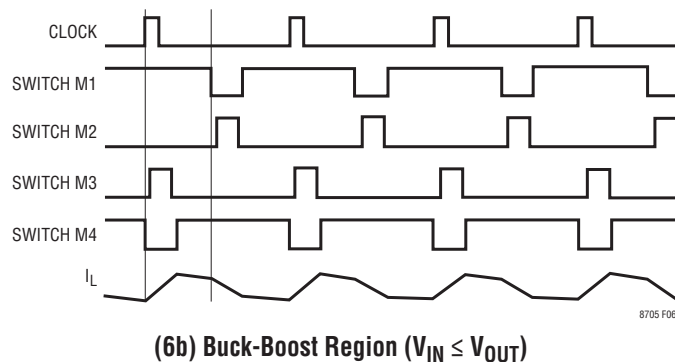 CLOCK
SWITCH M1
SWITCH M2
SWITCH M3
SWITCH M4
IL
8705 F06
(6b) Buck-Boost Region (VIN ≤ VOUT)